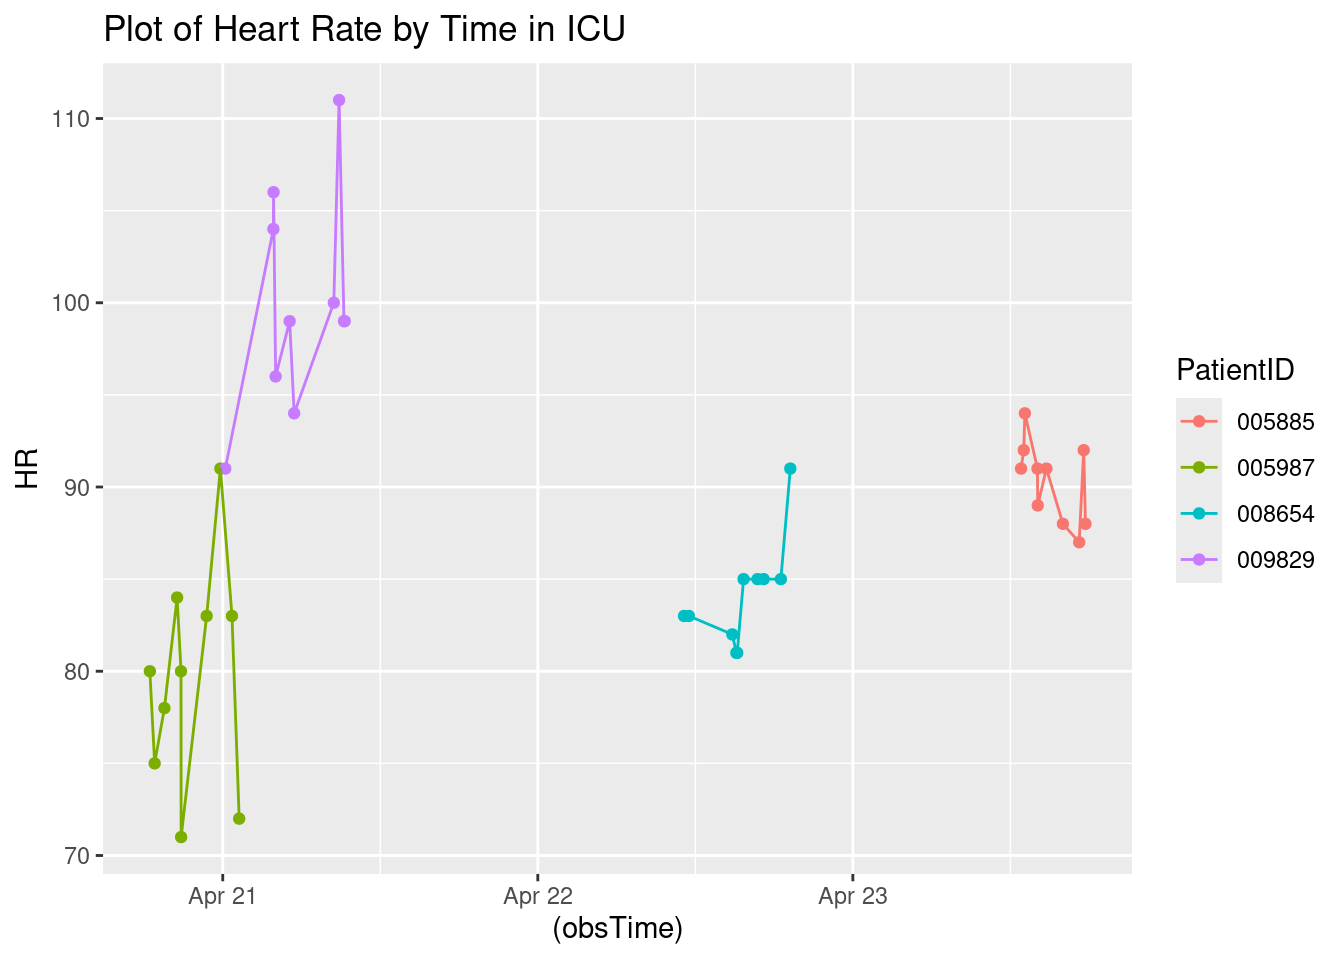 Plot of Heart Rate by Time in ICU
110
100
90
80
70
HR
Apr 21
Apr 22
Apr 23
(obsTime)
PatientID
005885
005987
008654
009829